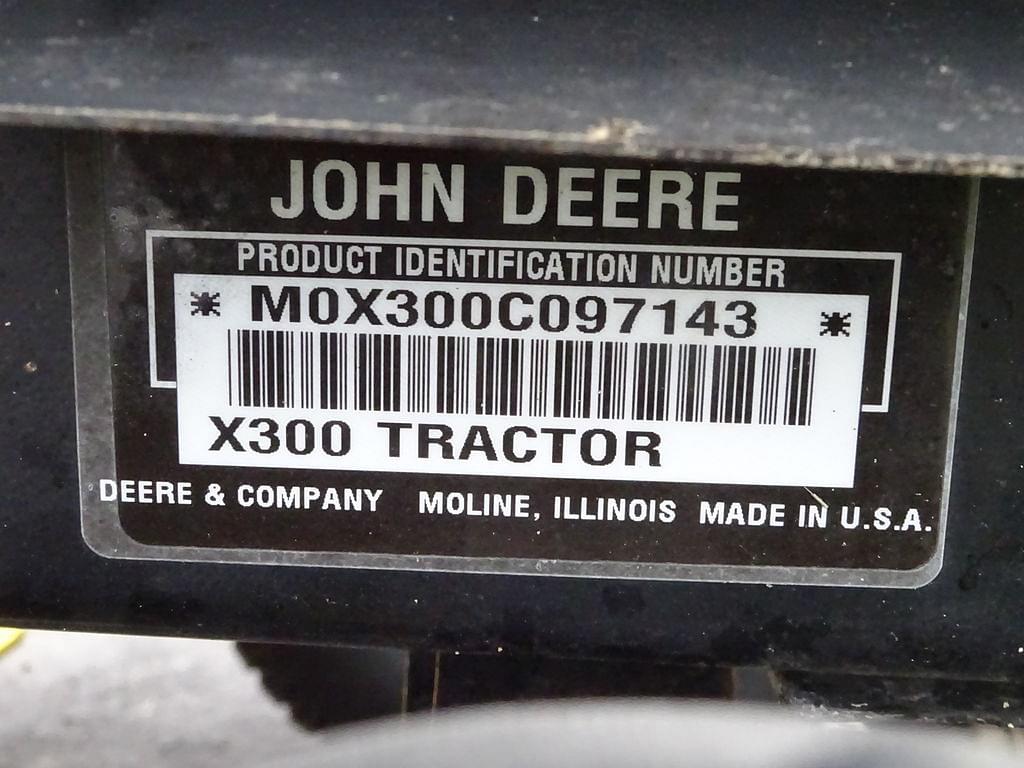 JOHN DEERE
PRODUCT IDENTIFICATION NUMBER
* M0X300C097143 *
X300 TRACTOR
DEERE & COMPANY MOLINE, ILLINOIS MADE IN U.S.A.